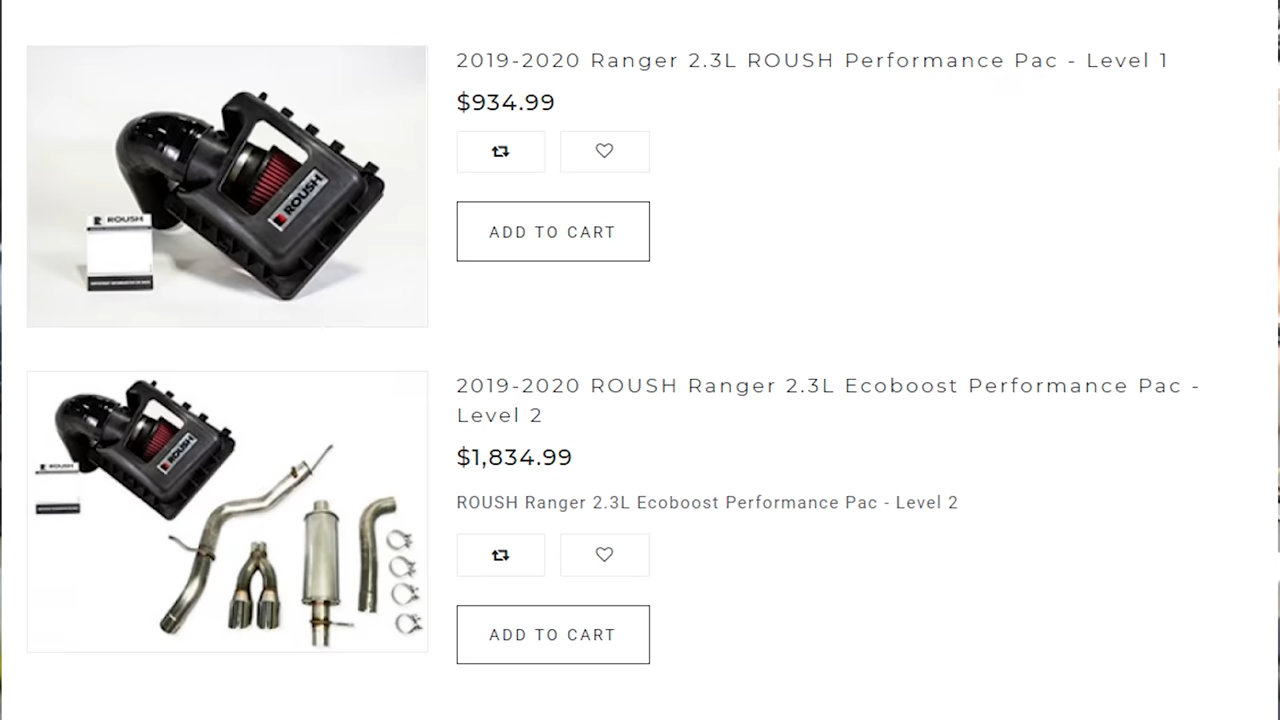 2019-2020 Ranger 2.3L ROUSH Performance Pac - Level 1
$934.99
ROUSH
ROUSH
ADD TO CART
2019-2020 ROUSH Ranger 2.3L Ecoboost Performance Pac -
Level 2
$1,834.99
ROUSH
ROUSH
ROUSH Ranger 2.3L Ecoboost Performance Pac - Level 2
ADD TO CART